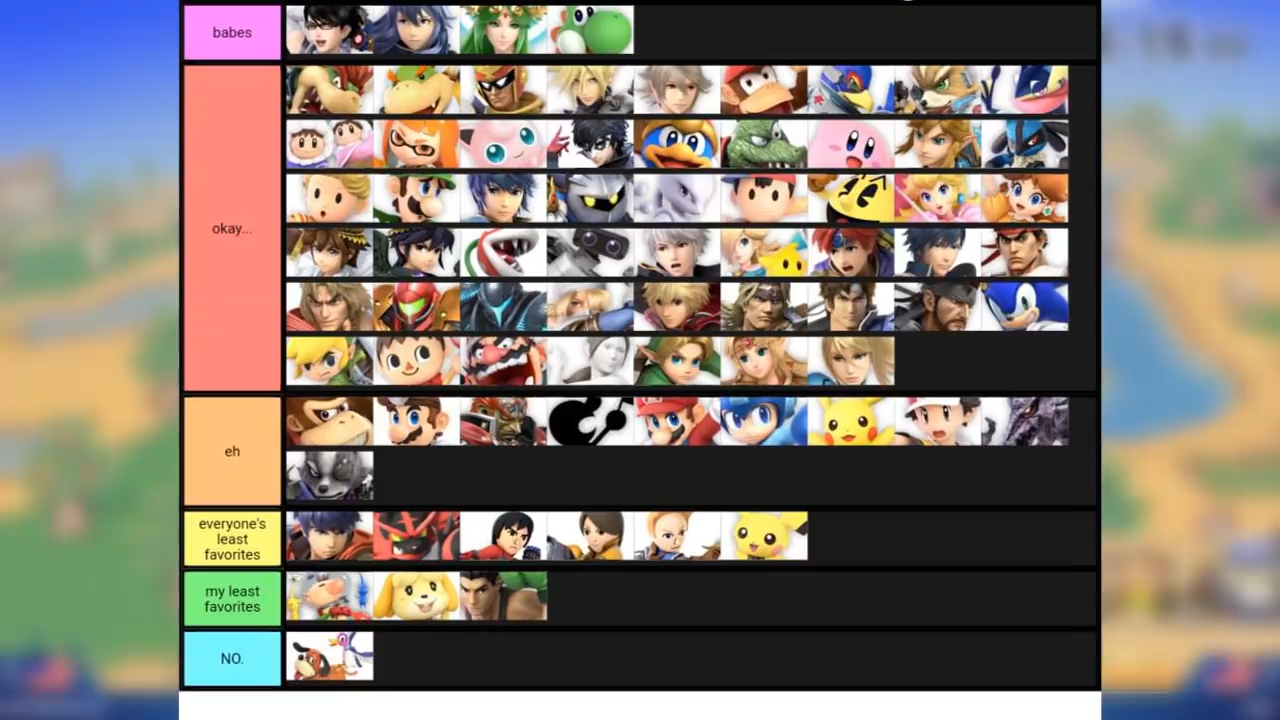 babes
okay...
eh
everyone's
least
favorites
my least
favorites
NO.